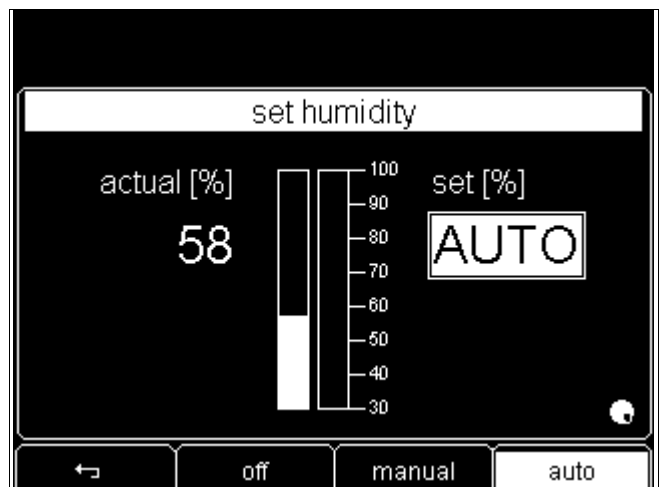 set humidity
actual [%]
58
100
90
80
70
60
50
40
30
set [%]
AUTO
off
manual
auto